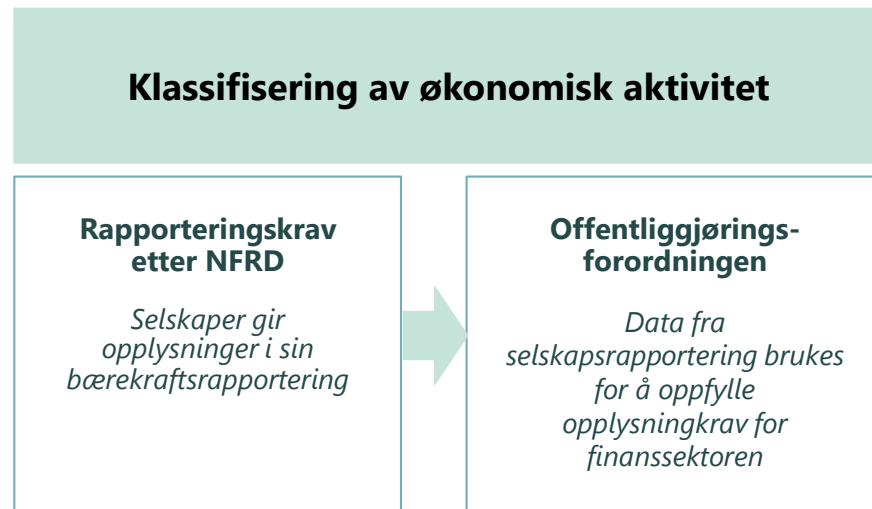 Klassifisering av økonomisk aktivitet
Rapporteringskrav
etter NFRD
Selskaper gir
opplysninger i sin
bærekraftsrapportering
Offentliggjørings-
forordningen
Data fra
selskapsrapportering brukes
for å oppfylle
opplysningkrav for
finanssektoren